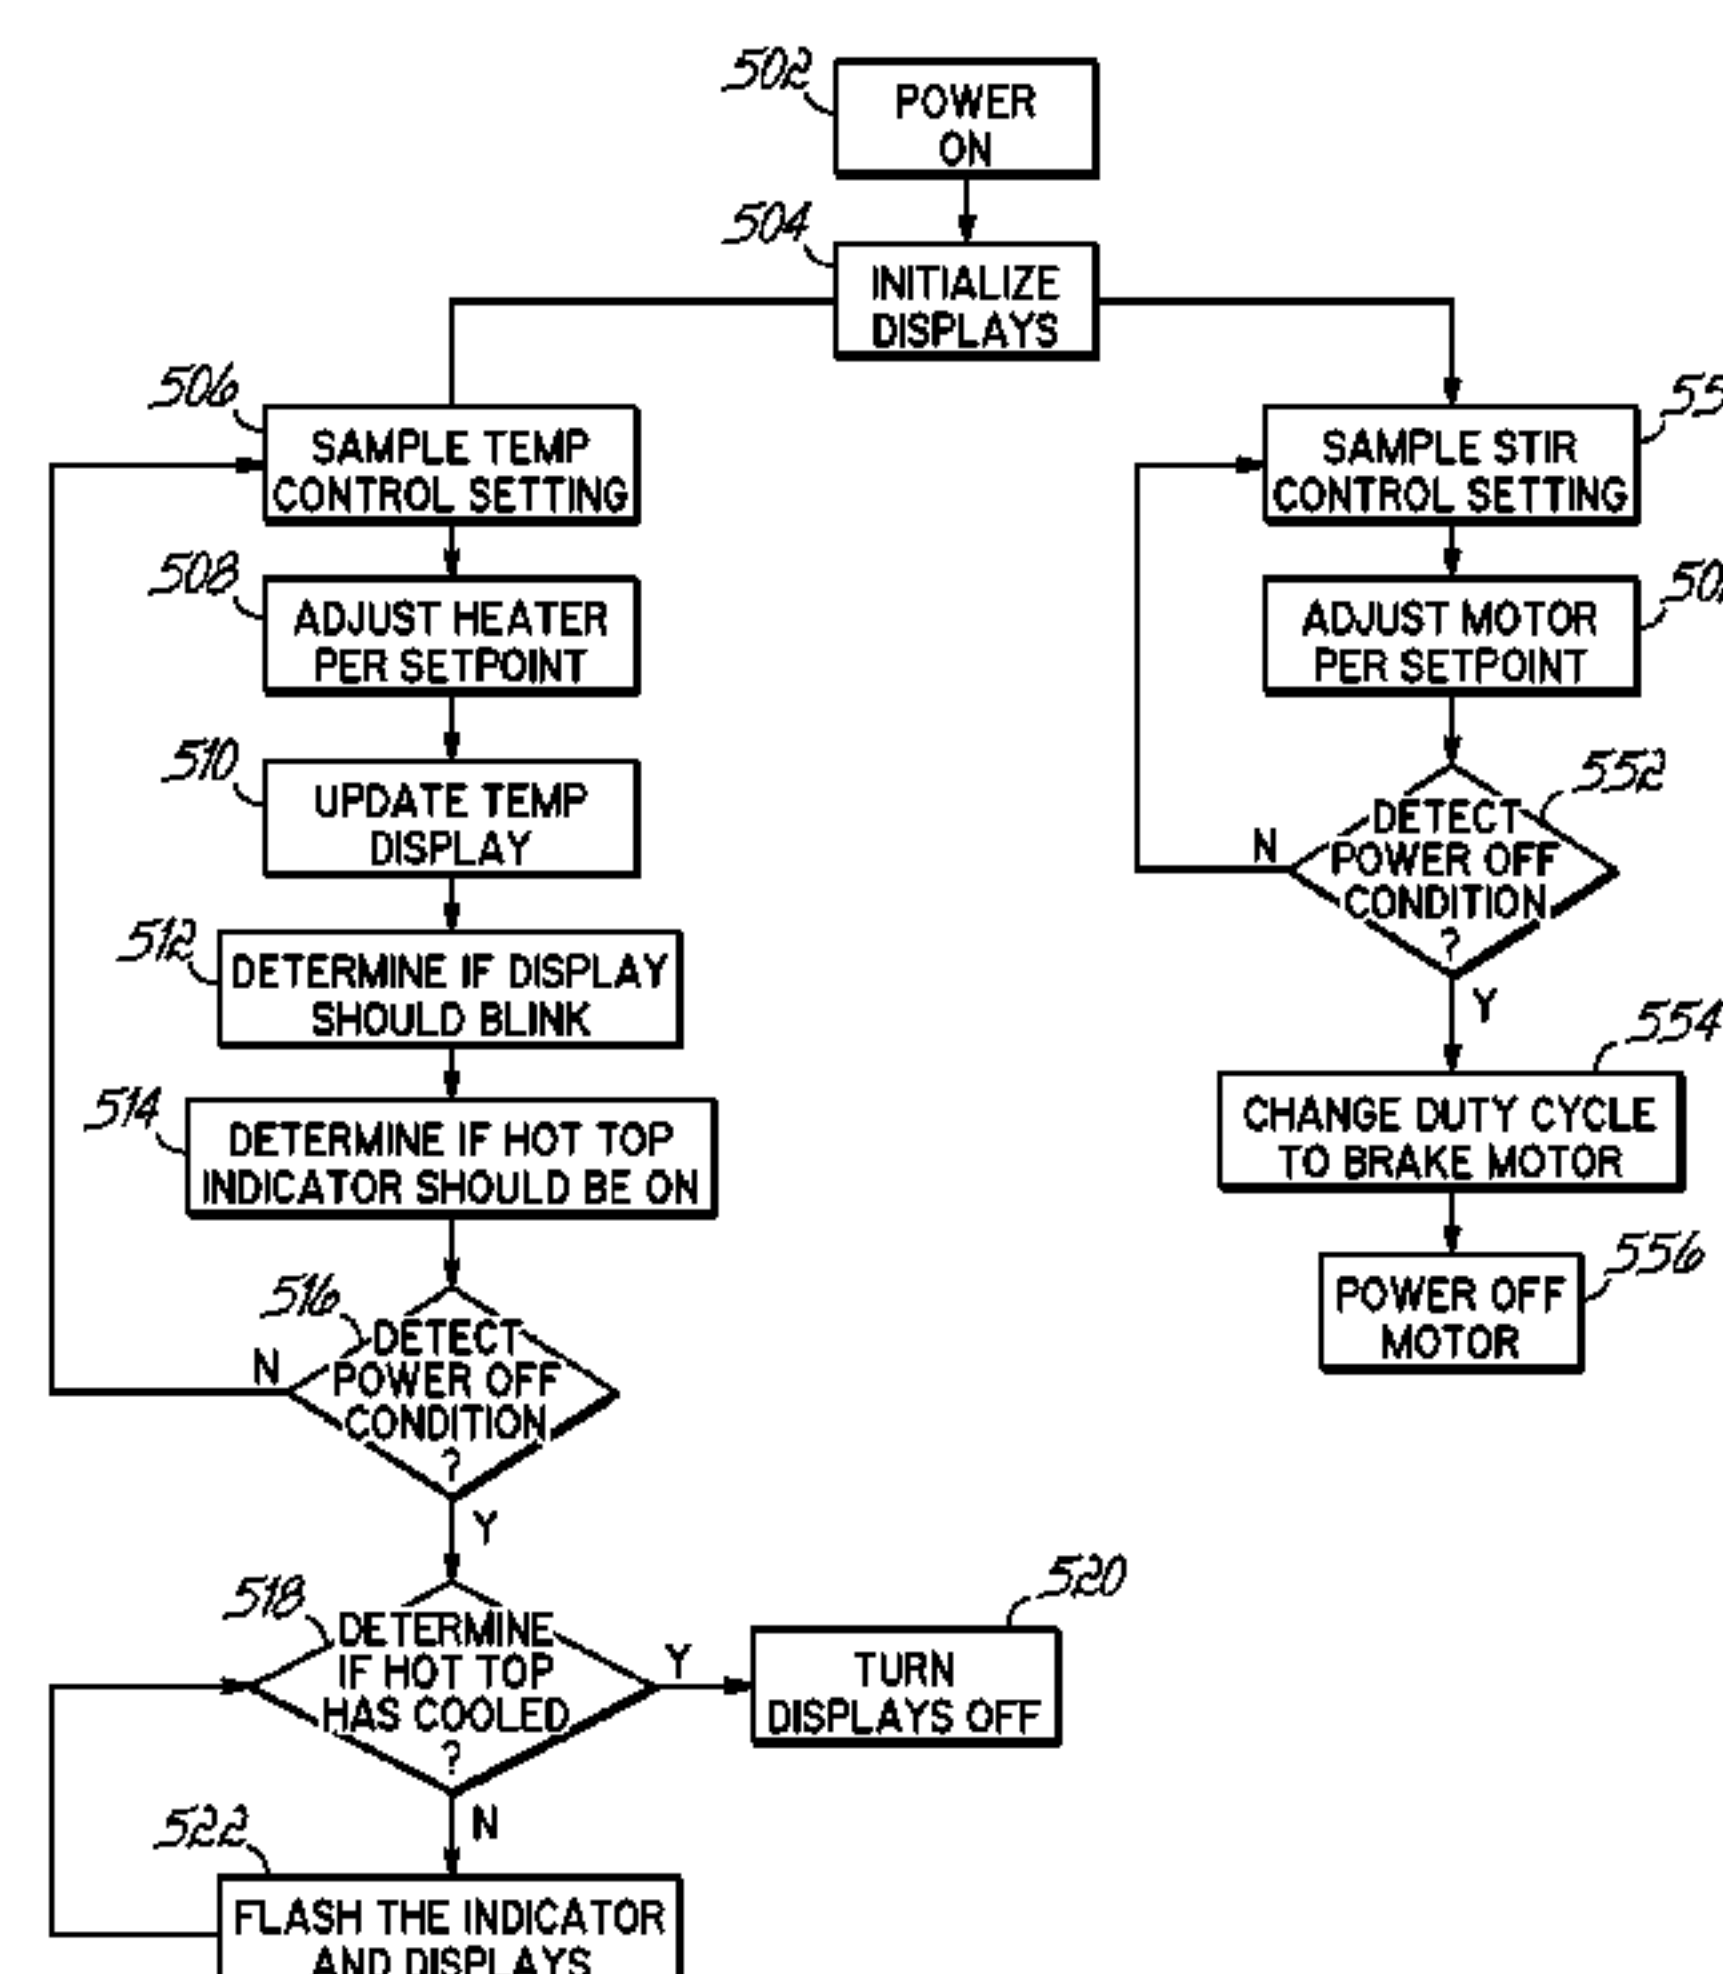 502
POWER
ON
504
INITIALIZE
DISPLAYS
506
SAMPLE TEMP
CONTROL SETTING
508
ADJUST HEATER
PER SETPOINT
510
UPDATE TEMP
DISPLAY
512
DETERMINE IF DISPLAY
SHOULD BLINK
514
DETERMINE IF HOT TOP
INDICATOR SHOULD BE ON
516
DETECT
POWER OFF
CONDITION
?
N
Y
518
DETERMINE
IF HOT TOP
HAS COOLED
?
Y
N
520
TURN
DISPLAYS OFF
522
FLASH THE INDICATOR
AND DISPLAYS
SAMPLE STIR
CONTROL SETTING
ADJUST MOTOR
PER SETPOINT
552
DETECT
POWER OFF
CONDITION
?
N
Y
554
CHANGE DUTY CYCLE
TO BRAKE MOTOR
556
POWER OFF
MOTOR